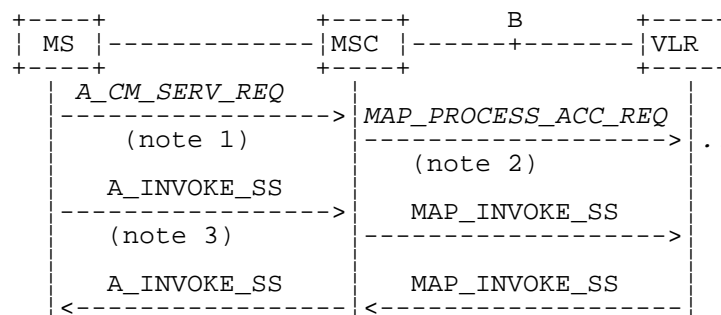 B
MS MSC VLR
A_CM_SERV_REQ
MAP_PROCESS_ACC_REQ
(note 1) .
(note 2)
A_INVOKE_SS
MAP_INVOKE_SS
(note 3)
A_INVOKE_SS MAP_INVOKE_SS